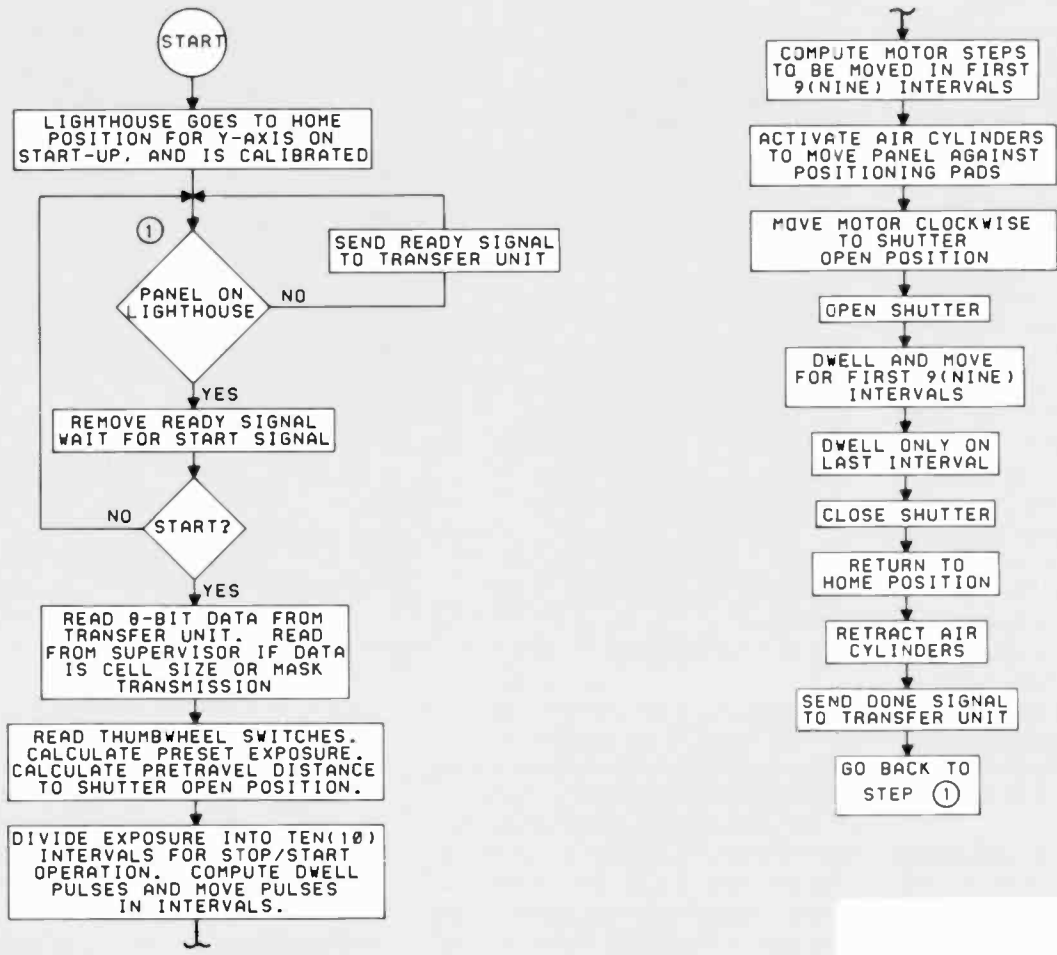 START
LIGHTHOUSE GOES TO HOME
POSITION FOR Y-AXIS ON
START-UP, AND IS CALIBRATED
1
SEND READY SIGNAL
TO TRANSFER UNIT
PANEL ON
LIGHTHOUSE
NO
YES
REMOVE READY SIGNAL
WAIT FOR START SIGNAL
NO
START?
YES
READ 8-BIT DATA FROM
TRANSFER UNIT. READ
FROM SUPERVISOR IF DATA
IS CELL SIZE OR MASK
TRANSMISSION
READ THUMBWHEEL SWITCHES.
CALCULATE PRESET EXPOSURE.
CALCULATE PRETRAVEL DISTANCE
TO SHUTTER OPEN POSITION.
DIVIDE EXPOSURE INTO TEN(10)
INTERVALS FOR STOP/START
OPERATION. COMPUTE DWELL
PULSES AND MOVE PULSES
IN INTERVALS.
COMPUTE MOTOR STEPS
TO BE MOVED IN FIRST
9(NINE) INTERVALS
ACTIVATE AIR CYLINDERS
TO MOVE PANEL AGAINST
POSITIONING PADS
MOVE MOTOR CLOCKWISE
TO SHUTTER
OPEN POSITION
OPEN SHUTTER
DWELL AND MOVE
FOR FIRST 9(NINE)
INTERVALS
DWELL ONLY ON
LAST INTERVAL
CLOSE SHUTTER
RETURN TO
HOME POSITION
RETRACT AIR
CYLINDERS
SEND DONE SIGNAL
TO TRANSFER UNIT
GO BACK TO
STEP 1